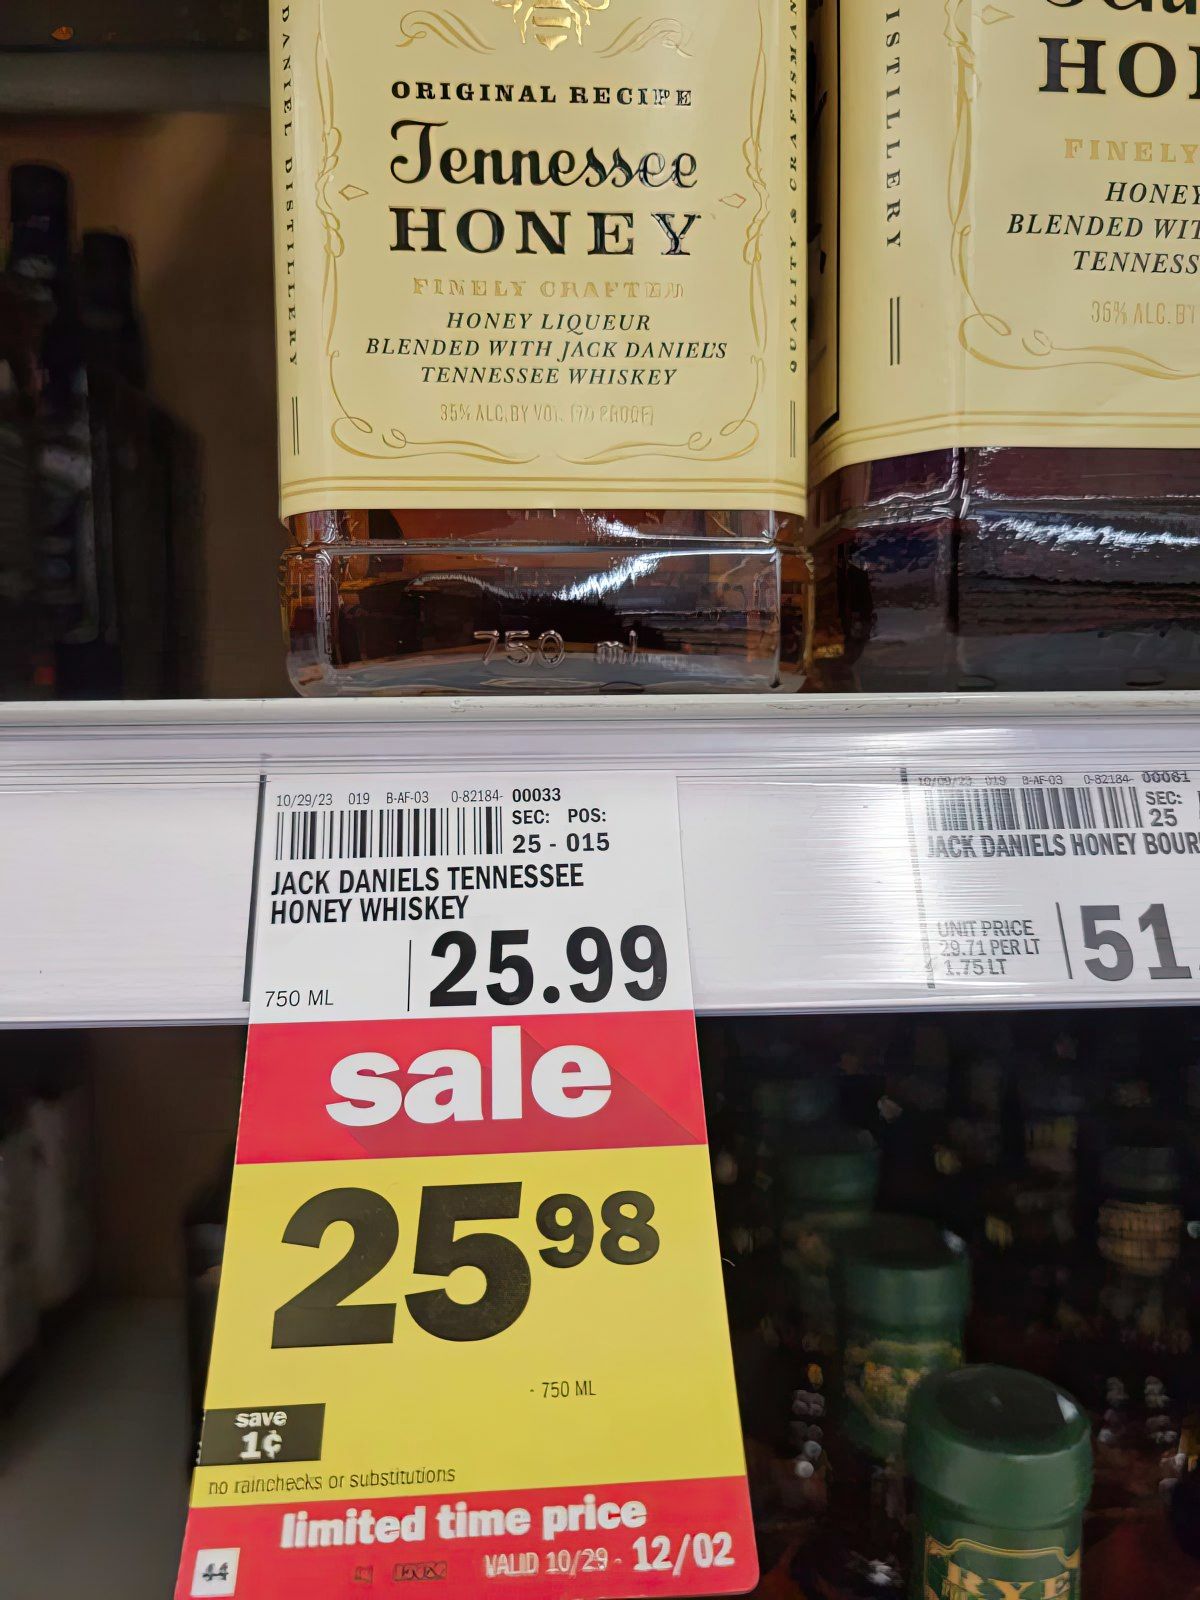 DANIEL DISTILLERY
ORIGINAL RECIPE
Tennessee
HONEY
FINELY CRAFTED
HONEY LIQUEUR
BLENDED WITH JACK DANIEL'S
TENNESSEE WHISKEY
35% ALC. BY VOL. (70 PROOF)
QUALITY & CRAFTSMAN
750 ml
ISTILLERY
HO
FINELY
HONEY
BLENDED WIT
TENNESS
35% ALC. BY
10/29/23 019 B-AF-03 0-82184- 00033
SEC: POS:
25 - 015
JACK DANIELS TENNESSEE
HONEY WHISKEY
750 ML
25.99
sale
25 98
- 750 ML
save
1¢
no rainchecks or substitutions
limited time price
44
VALID 10/29 - 12/02
10/09/23 019 B-AF-03 0-82184- 00061
SEC:
25
JACK DANIELS HONEY BOUR
UNIT PRICE
29.71 PER LT
1.75 LT
51.
RYE